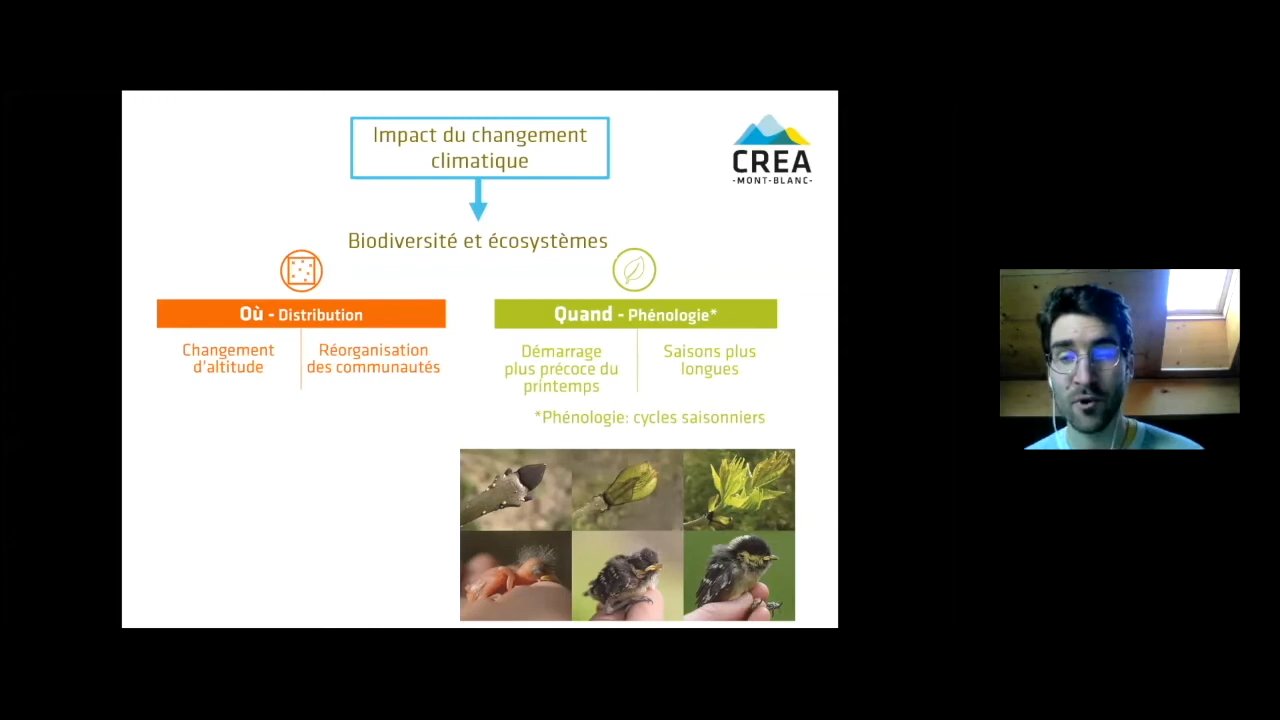 Impact du changement
climatique
CREA
-MONT-BLANC-
Biodiversité et écosystèmes
Où - Distribution
Changement
d'altitude
Réorganisation
des communautés
Quand - Phénologie*
Démarrage
plus précoce du
printemps
Saisons plus
longues
*Phénologie: cycles saisonniers